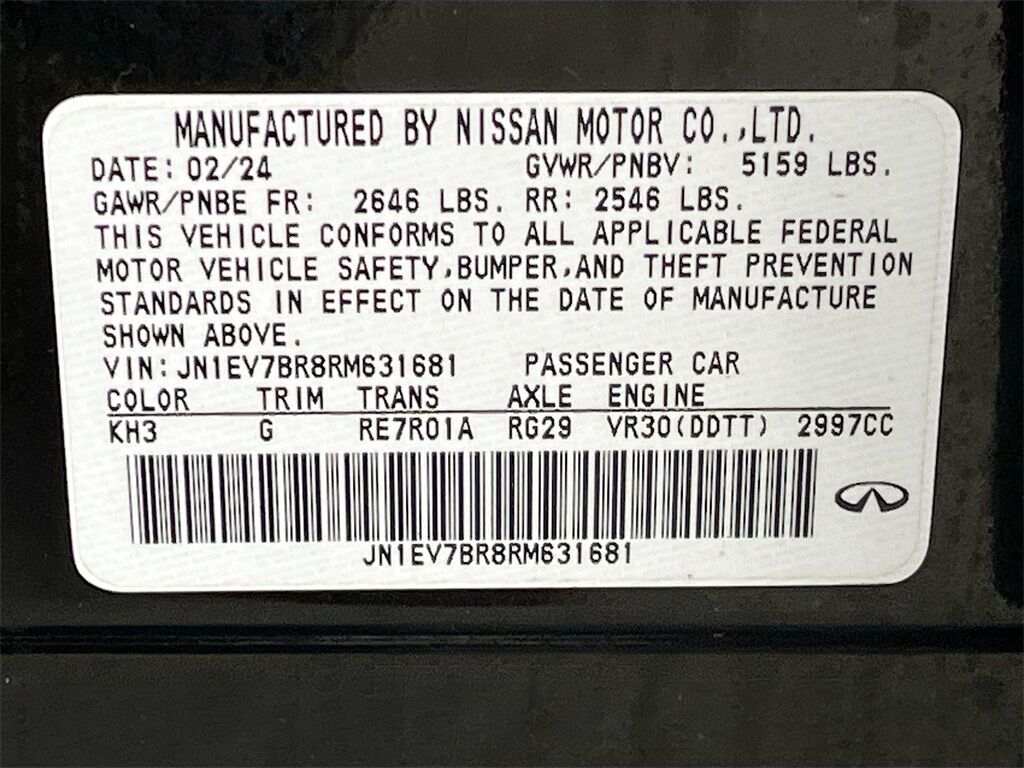 MANUFACTURED BY NISSAN MOTOR CO.,LTD.
DATE: 02/24 GVWR/PNBV: 5159 LBS.
GAWR/PNBE FR: 2646 LBS. RR: 2546 LBS.
THIS VEHICLE CONFORMS TO ALL APPLICABLE FEDERAL
MOTOR VEHICLE SAFETY,BUMPER,AND THEFT PREVENTION
STANDARDS IN EFFECT ON THE DATE OF MANUFACTURE
SHOWN ABOVE.
VIN:JN1EV7BR8RM631681 PASSENGER CAR
COLOR TRIM TRANS AXLE ENGINE
KH3 G RE7R01A RG29 VR30(DDTT) 2997CC
JN1EV7BR8RM631681